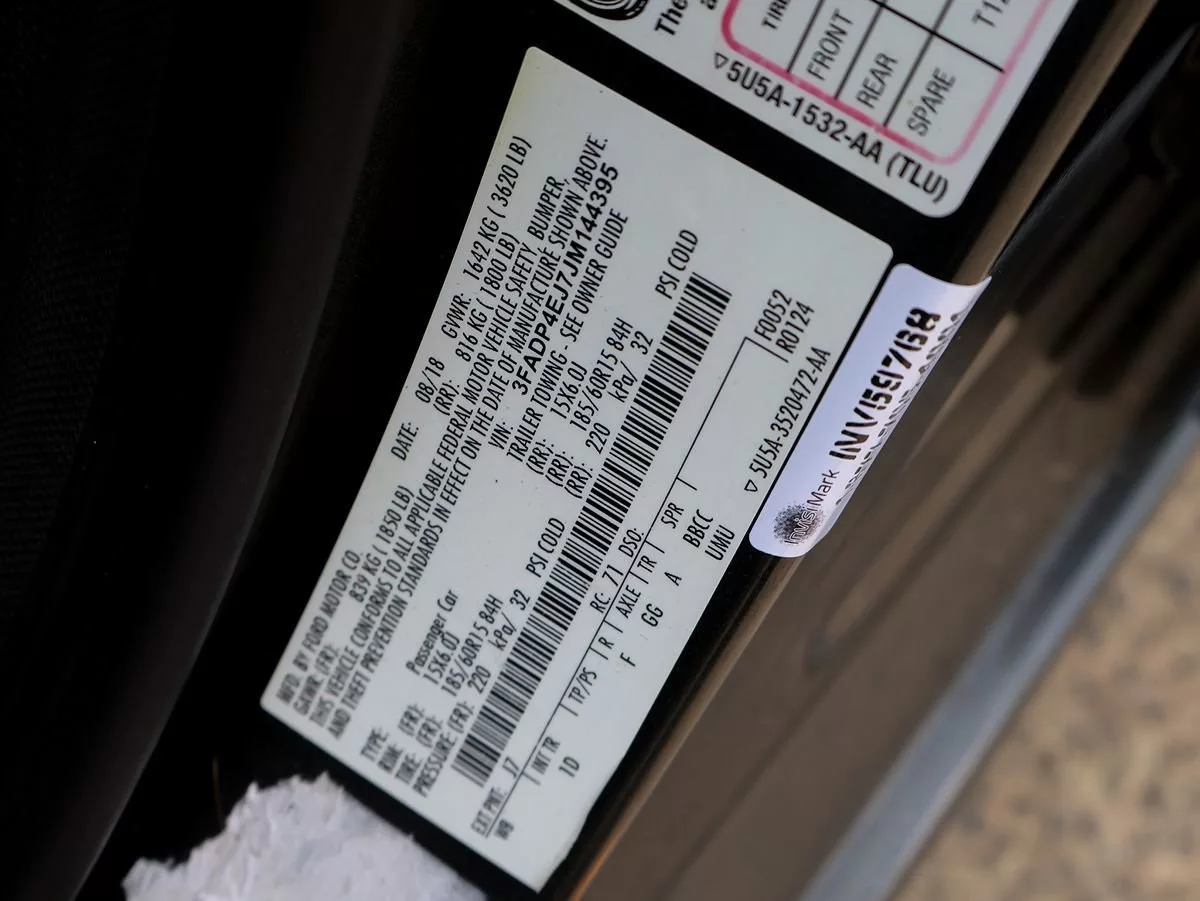 The
TIRE
FRONT
REAR
SPARE
T12
▽5U5A-1532-AA (TLU)
MFD. BY FORD MOTOR CO.
DATE: 08/18 GVWR: 1642 KG ( 3620 LB)
GAWR (FR): 839 KG ( 1850 LB) (RR): 816 KG ( 1800 LB)
THIS VEHICLE CONFORMS TO ALL APPLICABLE FEDERAL MOTOR VEHICLE SAFETY, BUMPER,
AND THEFT PREVENTION STANDARDS IN EFFECT ON THE DATE OF MANUFACTURE SHOWN ABOVE.
VIN: 3FADP4EJ7JM144395
TYPE: Passenger Car TRAILER TOWING - SEE OWNER GUIDE
RIM: (FR): 15X6.0J (RR): 15X6.0J
TIRE: (FR): 185/60R15 84H (RR): 185/60R15 84H
PRESSURE: (FR): 220 kPa/ 32 PSI COLD (RR): 220 kPa/ 32 PSI COLD
EXT PNT: J7 RC: 71 DSO: F0052
WB INT TR TP/PS R AXLE TR SPR R0124
1D F GG A BBCC
UMU ▽5U5A-3520472-AA
InvisiMark